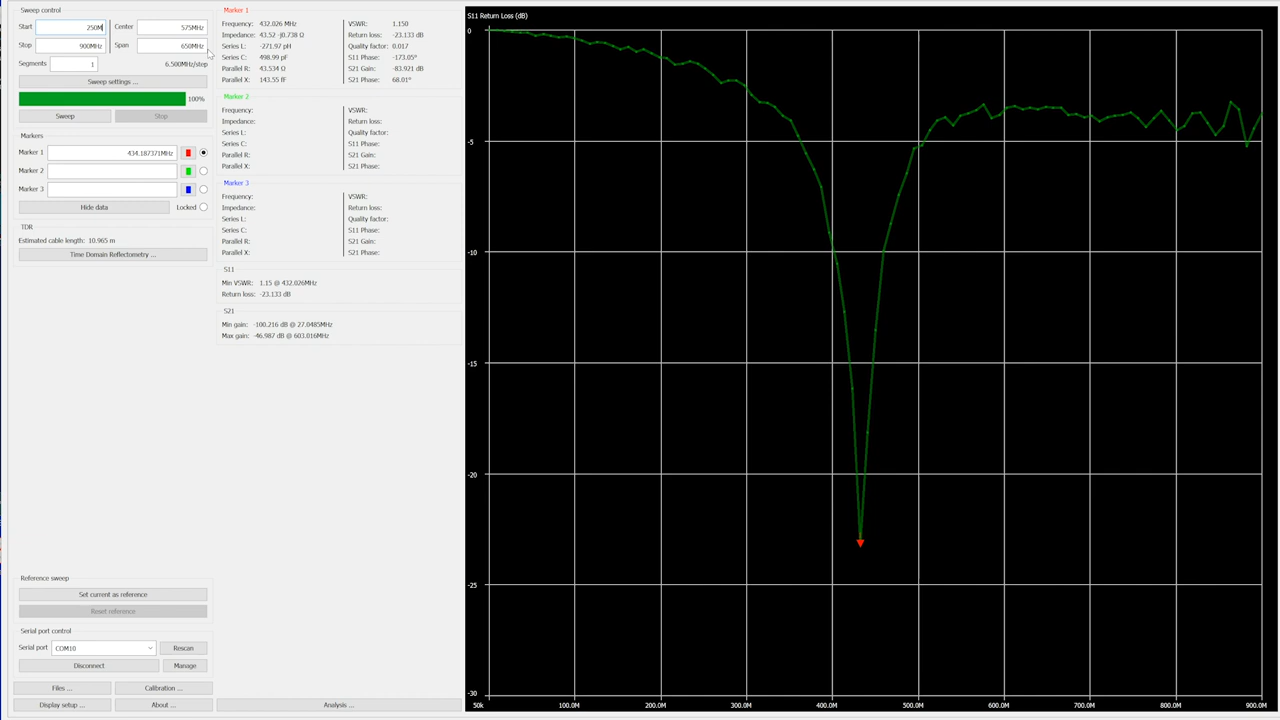 Sweep control
Start 250M Center 575MHz
Stop 900MHz Span 650MHz
Segments 1 6.500MHz/step
Sweep settings ...
100%
Sweep Stop
Markers
Marker 1 434.187371MHz
Marker 2
Marker 3
Hide data Locked
TDR
Estimated cable length: 10.965 m
Time Domain Reflectometry ...
Reference sweep
Set current as reference
Reset reference
Serial port control
Serial port COM10 Rescan
Disconnect Manage
Files ... Calibration ...
Display setup ... About ...
Marker 1
Frequency: 432.026 MHz VSWR: 1.150
Impedance: 43.52 -j0.738 Ω Return loss: -23.133 dB
Series L: -271.97 pH Quality factor: 0.017
Series C: 498.99 pF S11 Phase: -173.05°
Parallel R: 43.534 Ω S21 Gain: -83.921 dB
Parallel X: 143.55 fF S21 Phase: 68.01°
Marker 2
Frequency: VSWR:
Impedance: Return loss:
Series L: Quality factor:
Series C: S11 Phase:
Parallel R: S21 Gain:
Parallel X: S21 Phase:
Marker 3
Frequency: VSWR:
Impedance: Return loss:
Series L: Quality factor:
Series C: S11 Phase:
Parallel R: S21 Gain:
Parallel X: S21 Phase:
S11
Min VSWR: 1.15 @ 432.026MHz
Return loss: -23.133 dB
S21
Min gain: -100.216 dB @ 27.0485MHz
Max gain: -46.987 dB @ 603.016MHz
Analysis ...
S11 Return Loss (dB)
0
-5
-10
-15
-20
-25
-30
50k 100.0M 200.0M 300.0M 400.0M 500.0M 600.0M 700.0M 800.0M 900.0M